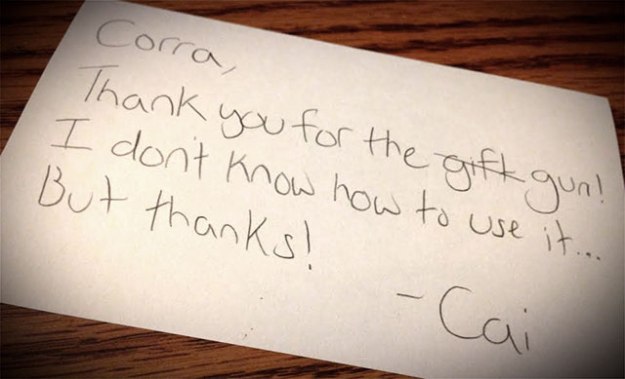 Corra,
Thank you for the gift gun!
I don't know how to use it...
But thanks!
- Cai